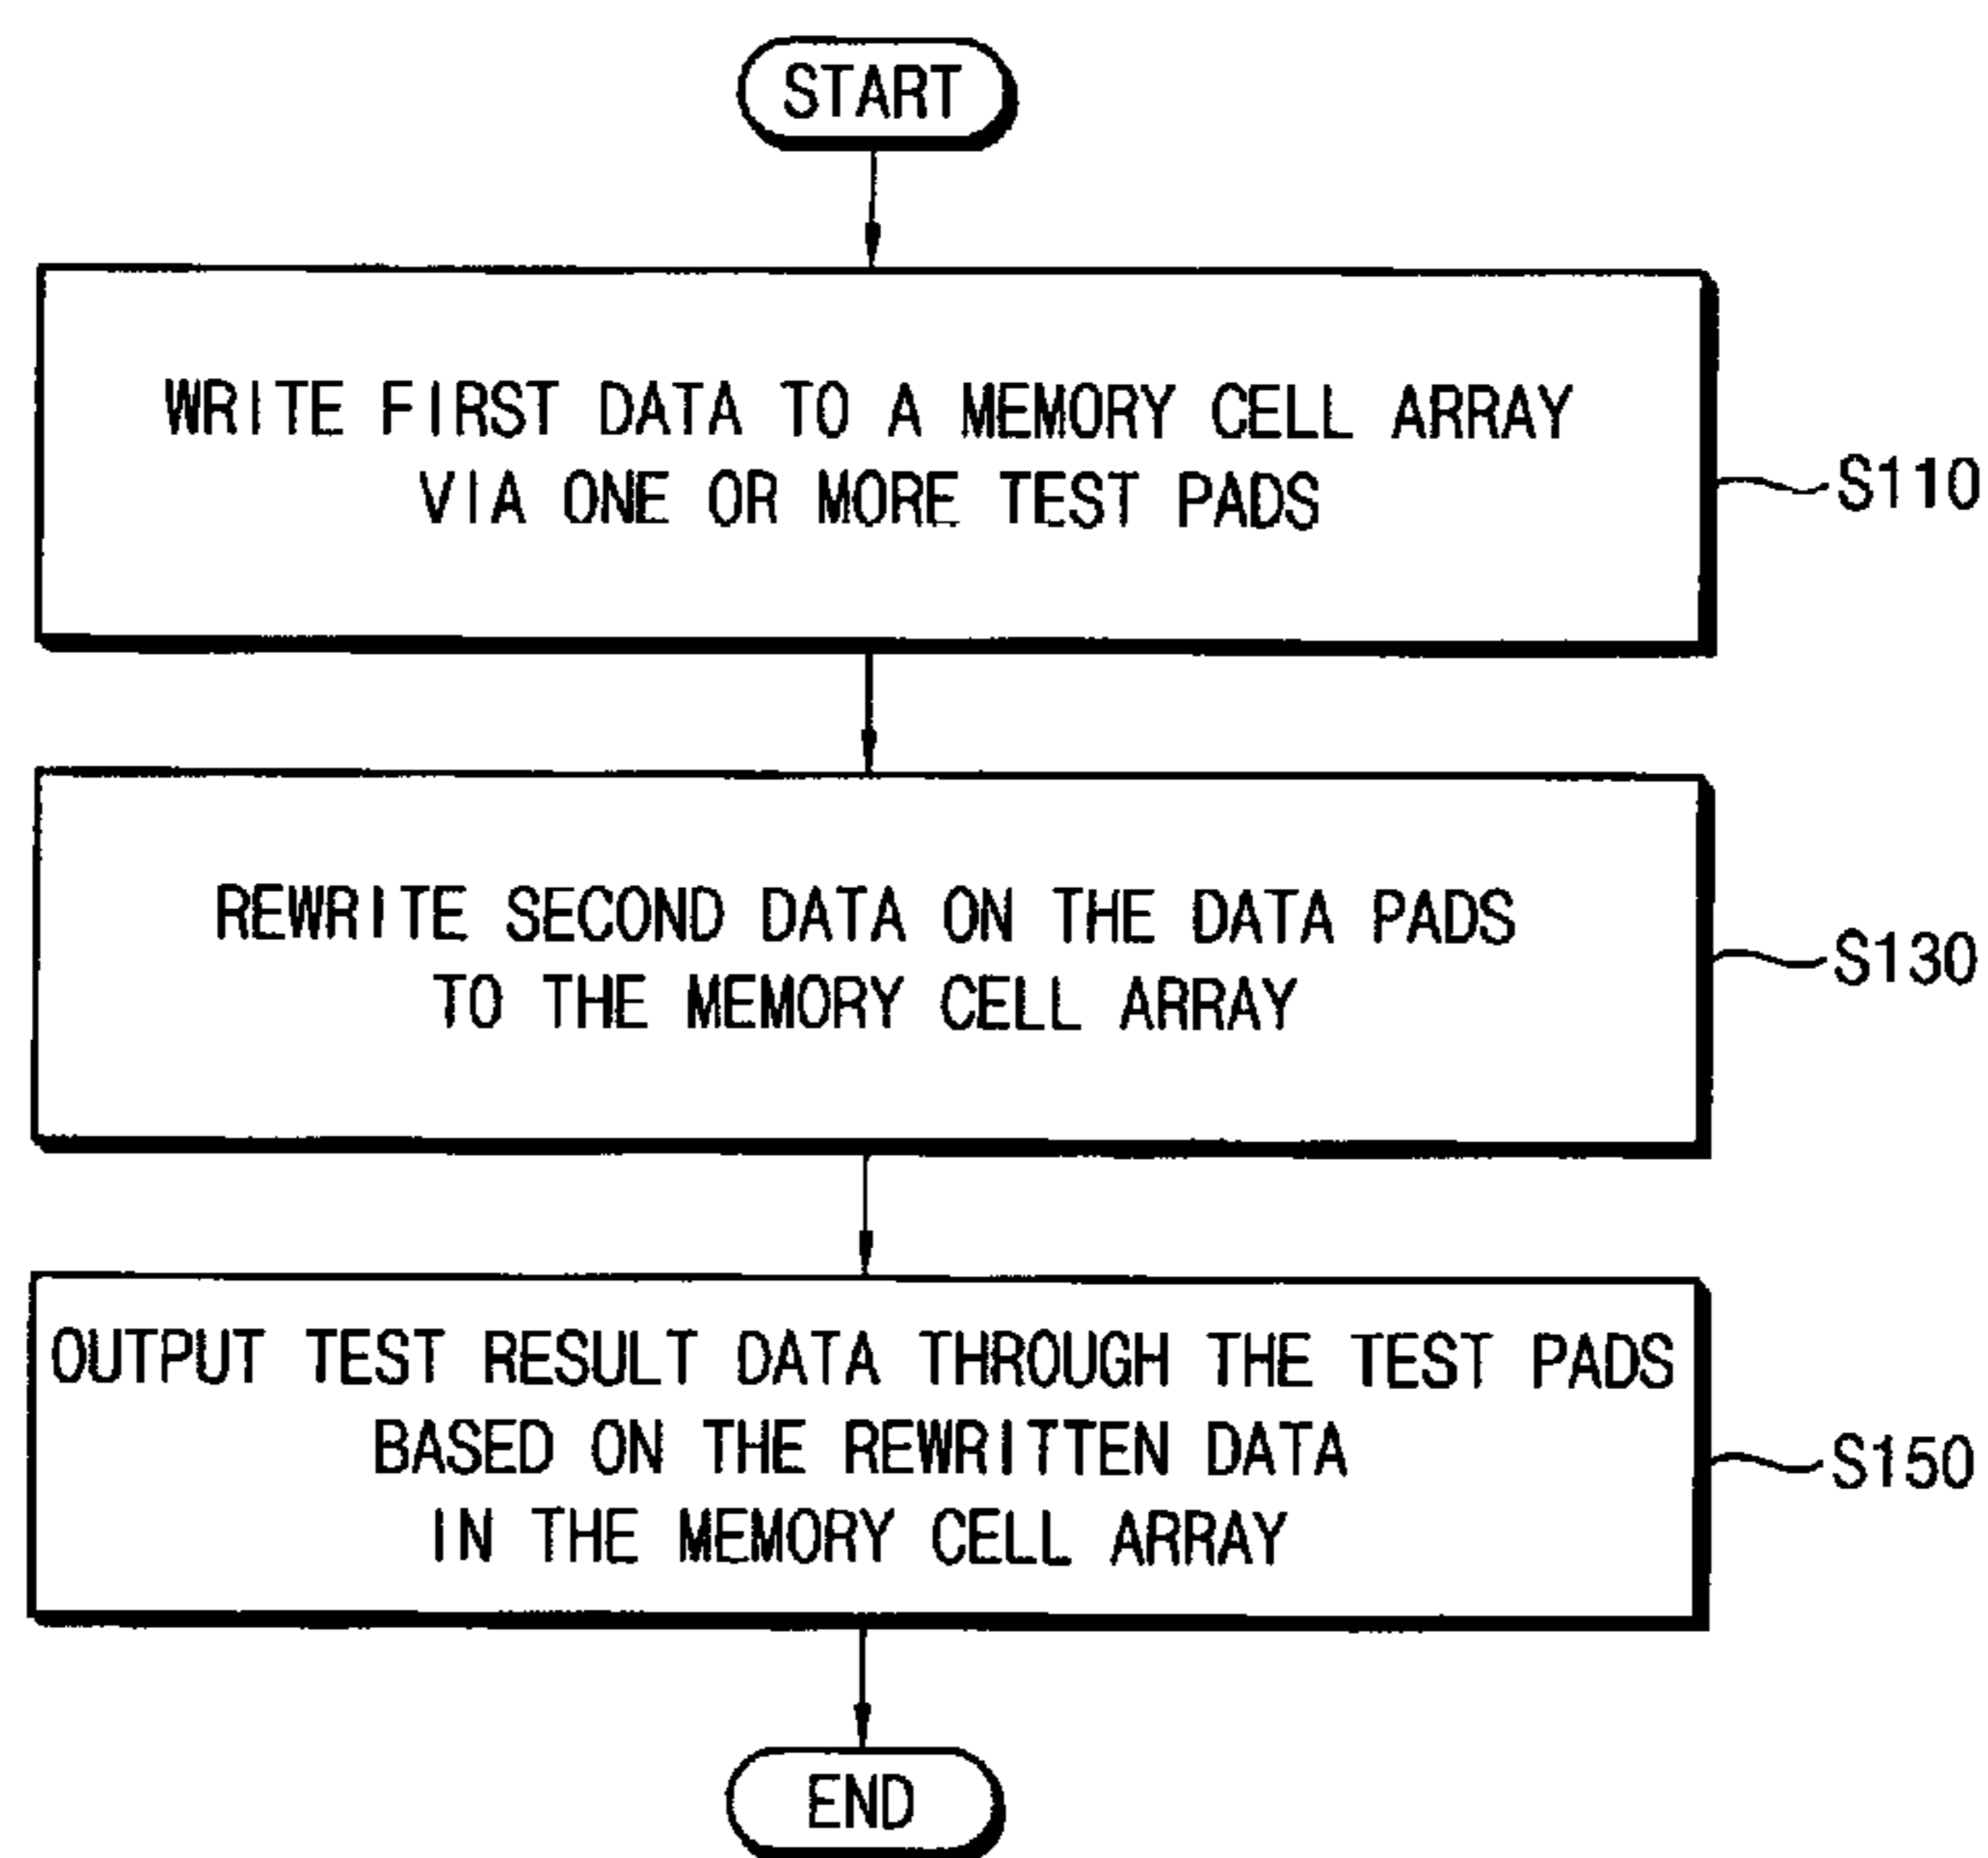 START
WRITE FIRST DATA TO A MEMORY CELL ARRAY
VIA ONE OR MORE TEST PADS
S110
REWRITE SECOND DATA ON THE DATA PADS
TO THE MEMORY CELL ARRAY
S130
OUTPUT TEST RESULT DATA THROUGH THE TEST PADS
BASED ON THE REWRITTEN DATA
IN THE MEMORY CELL ARRAY
S150
END